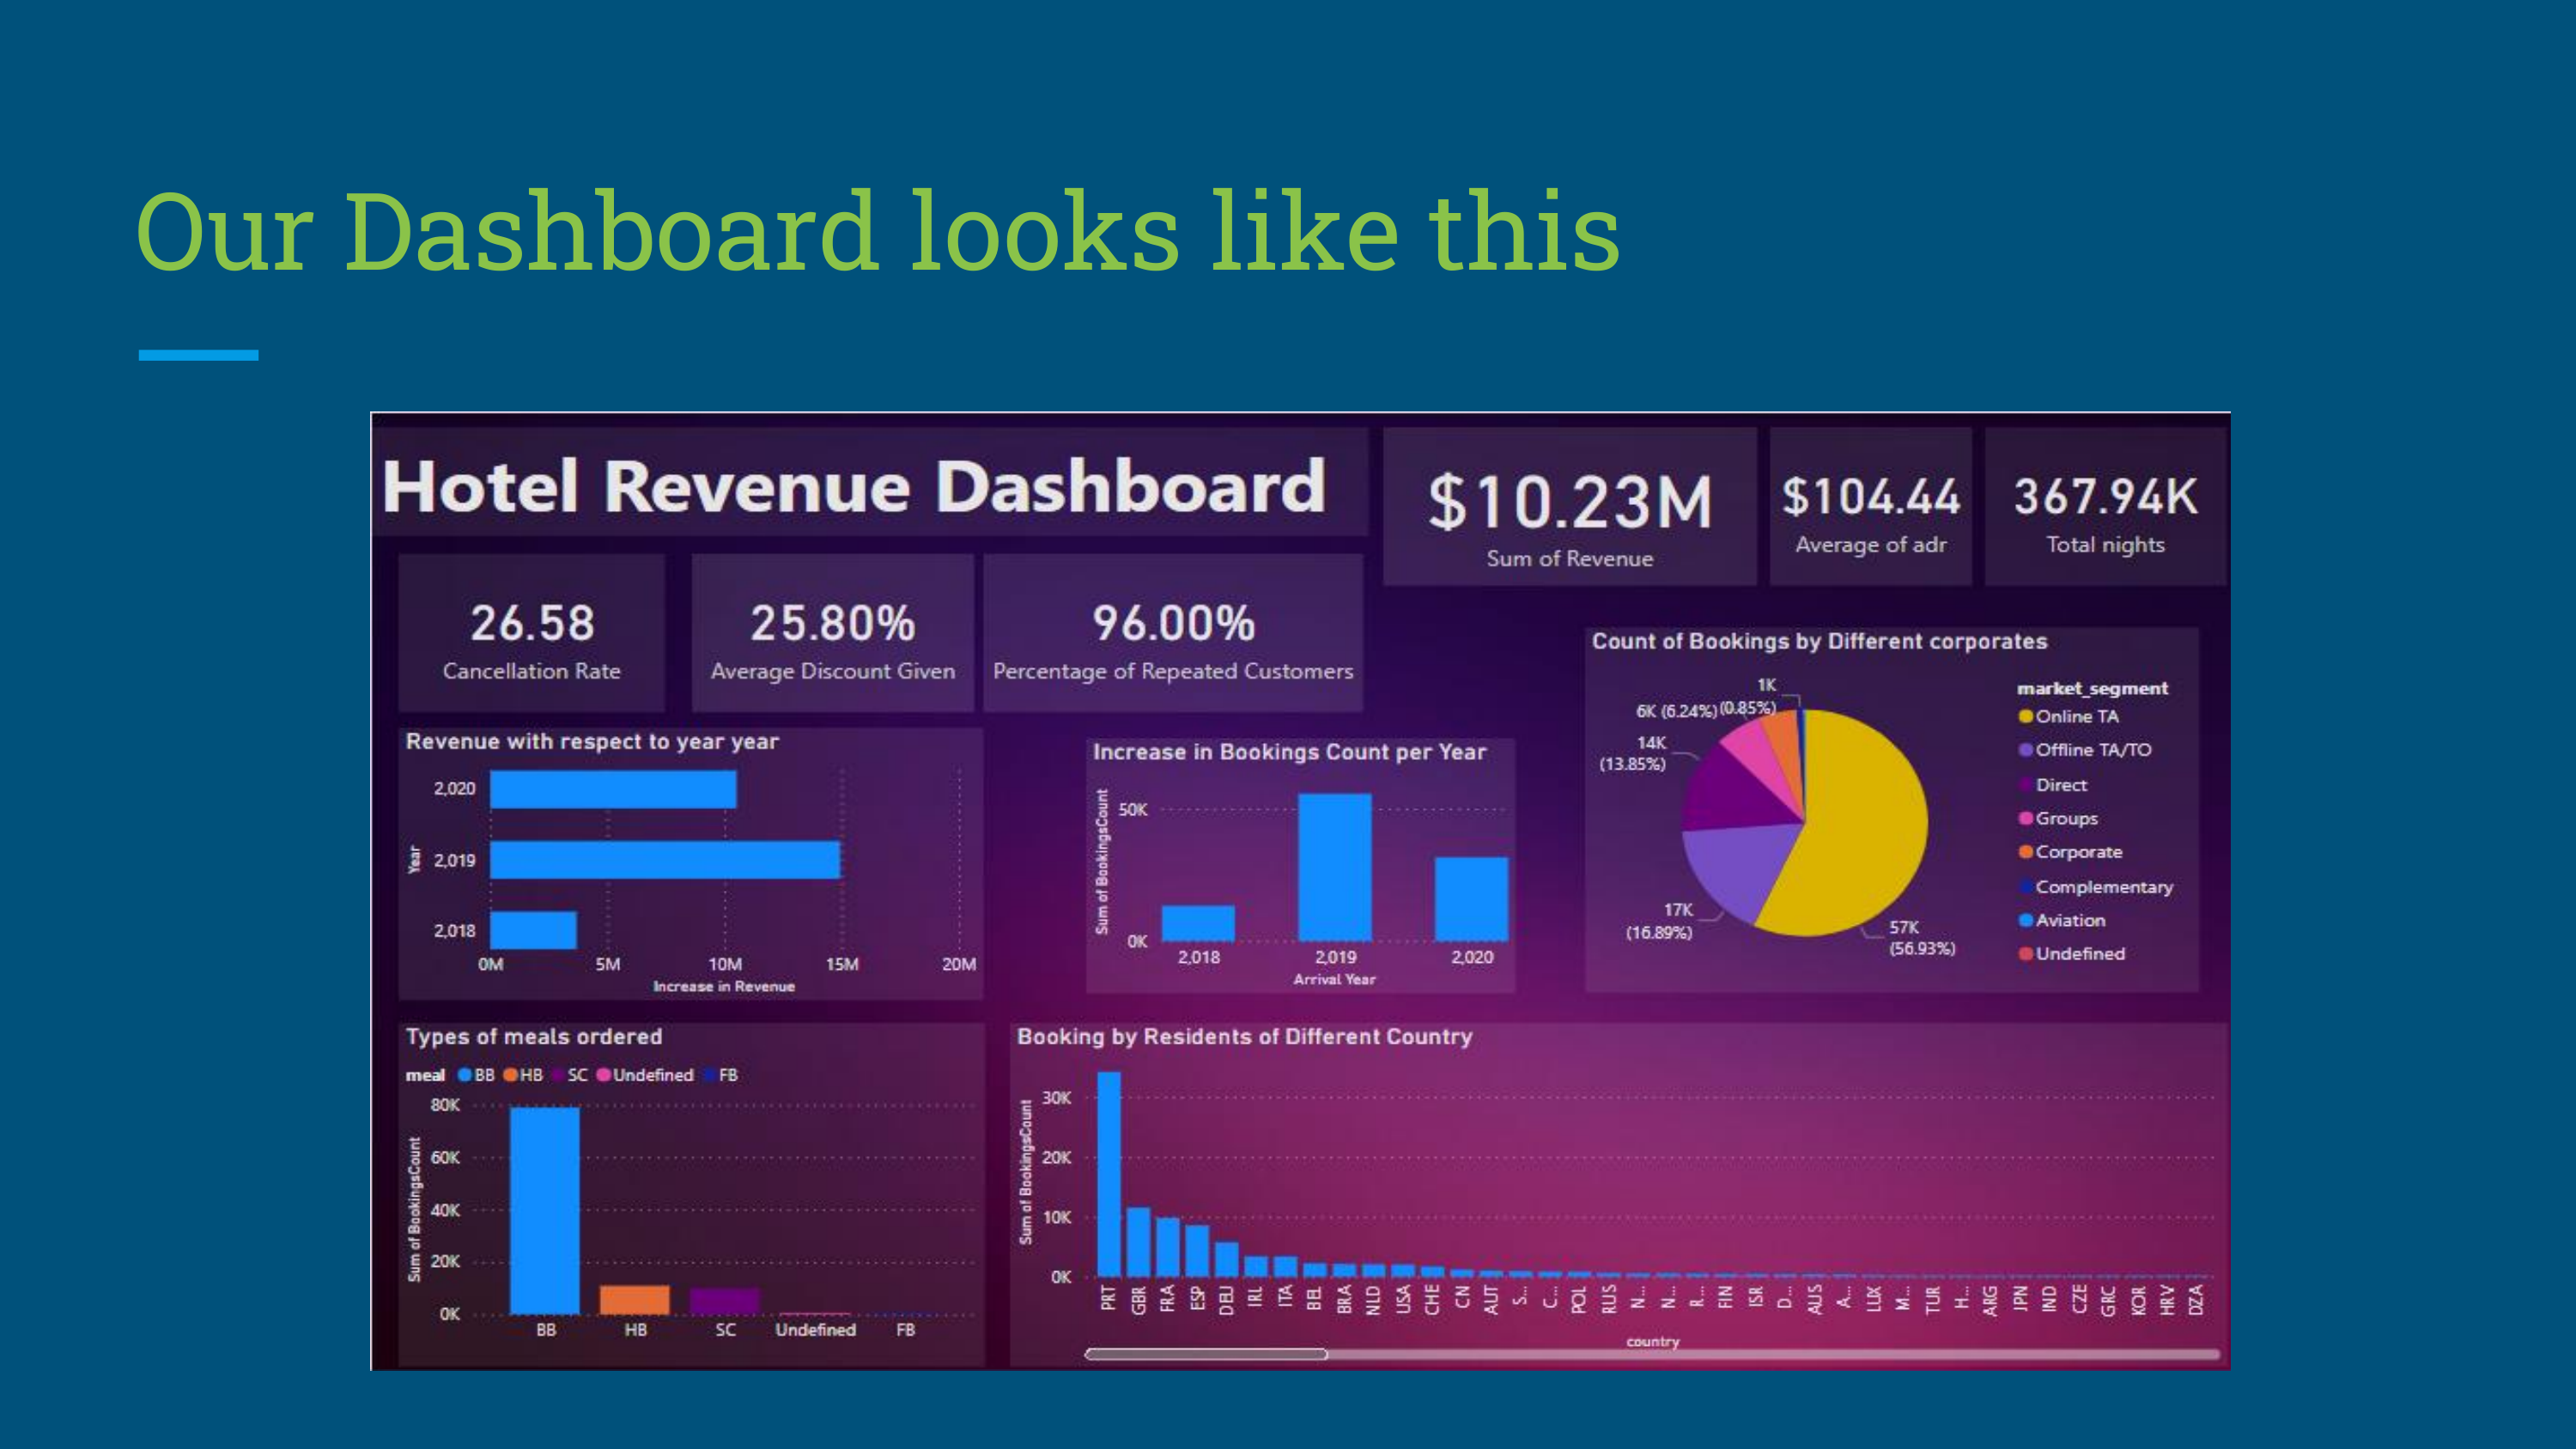 Our Dashboard looks like this
Hotel Revenue Dashboard
$10.23M
Sum of Revenue
$104.44
Average of adr
367.94K
Total nights
26.58
Cancellation Rate
25.80%
Average Discount Given
96.00%
Percentage of Repeated Customers
Revenue with respect to year year
Year
2,020
2,019
2,018
0M 5M 10M 15M 20M
Increase in Revenue
Increase in Bookings Count per Year
Sum of BookingsCount
50K
0K
2,018 2,019 2,020
Arrival Year
Count of Bookings by Different corporates
1K
(0.85%)
6K (6.24%)
14K
(13.85%)
17K
(16.89%)
57K
(56.93%)
market_segment
Online TA
Offline TA/TO
Direct
Groups
Corporate
Complementary
Aviation
Undefined
Types of meals ordered
meal BB HB SC Undefined FB
Sum of BookingsCount
80K
60K
40K
20K
0K
BB HB SC Undefined FB
Booking by Residents of Different Country
Sum of BookingsCount
30K
20K
10K
0K
PRT GBR FRA ESP DEU IRL ITA BEL BRA NLD USA CHE CN AUT S... C... POL RUS N... N... R... FIN ISR D... AUS A... LUX M... TUR H... ARG JPN IND CZE GRC KOR HRV DZA
country